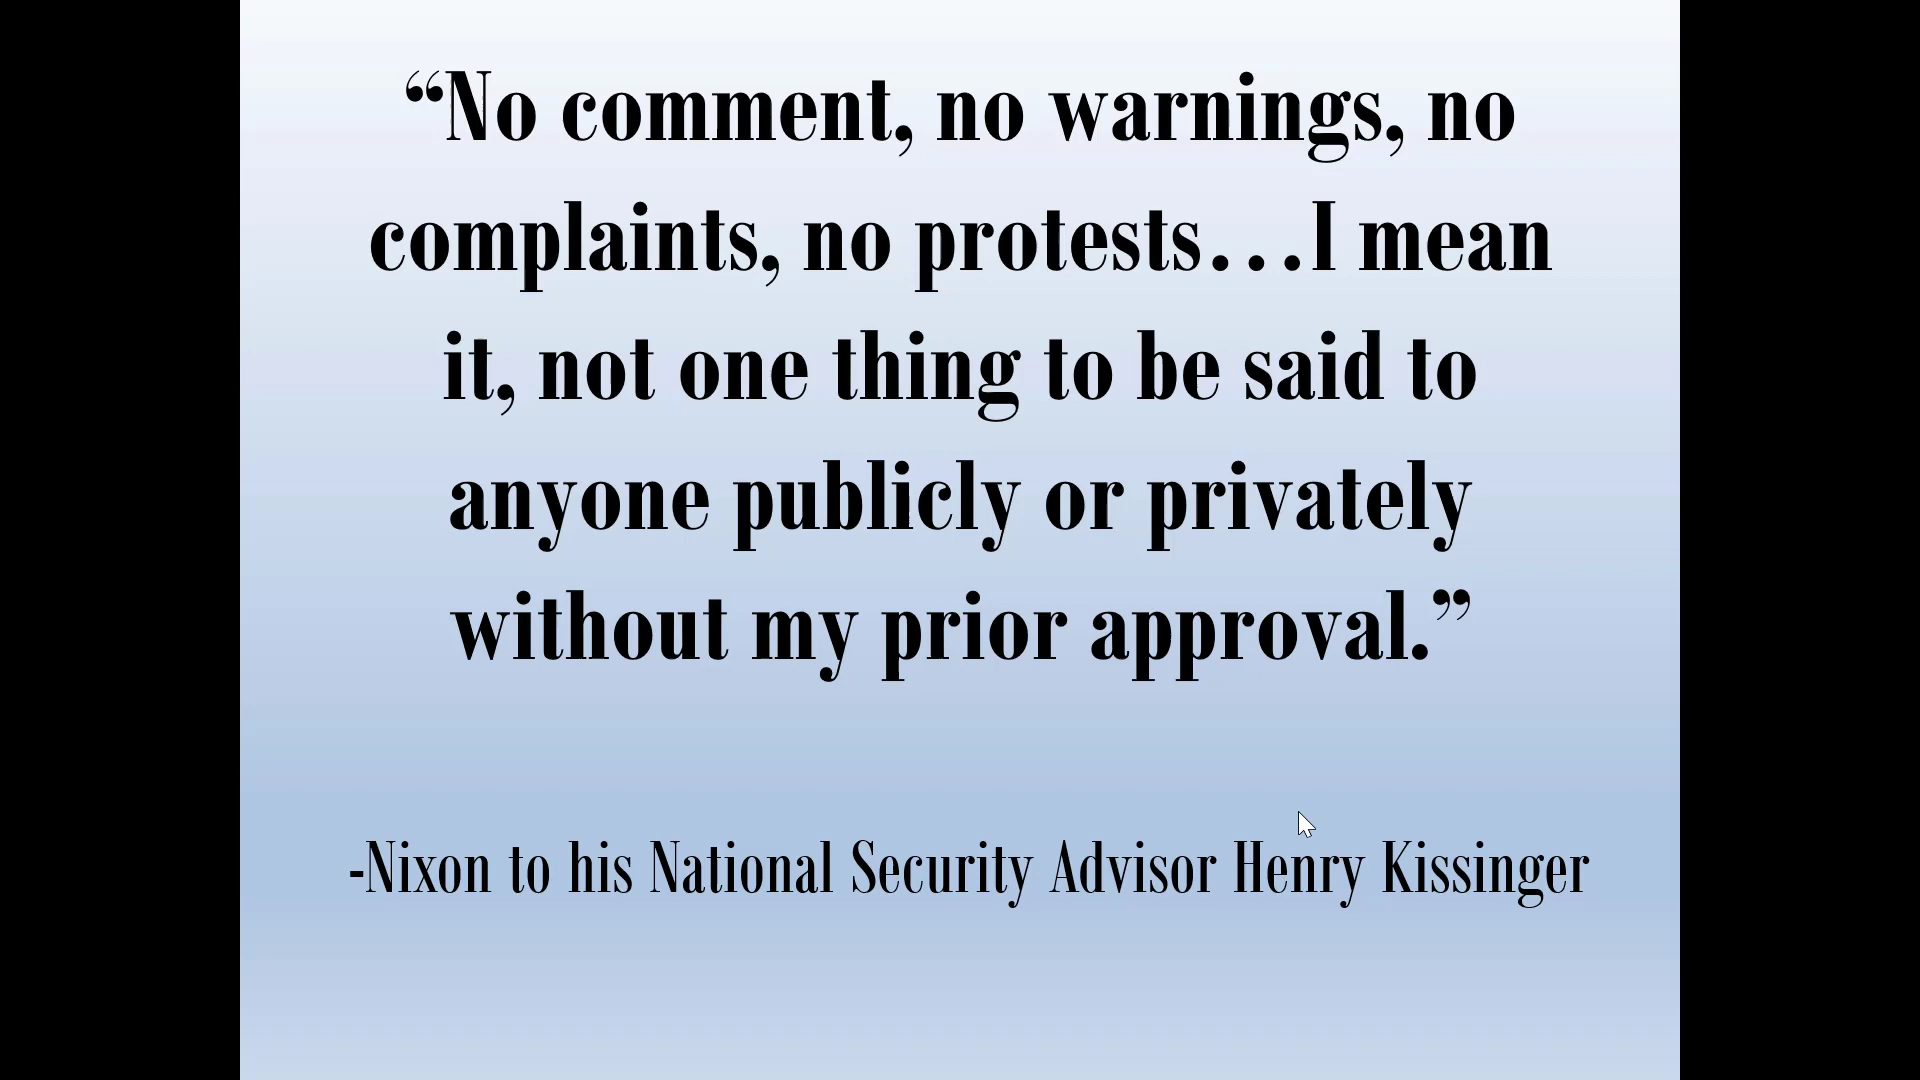 “No comment, no warnings, no
complaints, no protests…I mean
it, not one thing to be said to
anyone publicly or privately
without my prior approval.”
-Nixon to his National Security Advisor Henry Kissinger